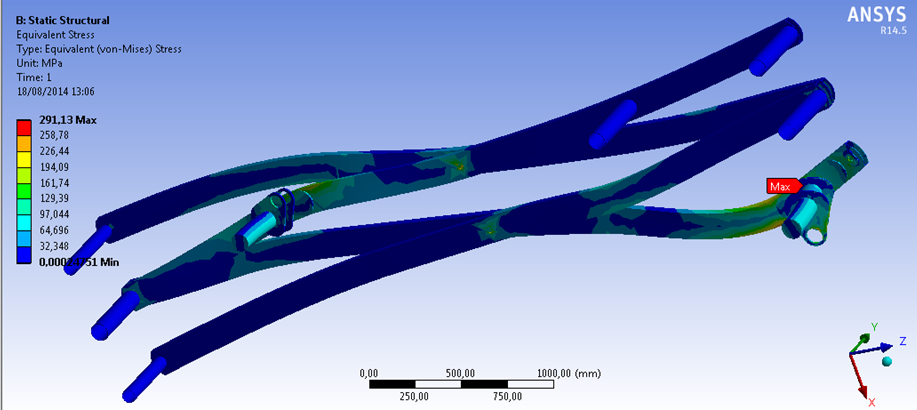 B: Static Structural
Equivalent Stress
Type: Equivalent (von-Mises) Stress
Unit: MPa
Time: 1
18/08/2014 13:06
ANSYS
R14.5
291,13 Max
258,78
226,44
194,09
161,74
129,39
97,044
64,696
32,348
Min
Max
0,00
500,00
1000,00 (mm)
250,00
750,00
Y
Z
X